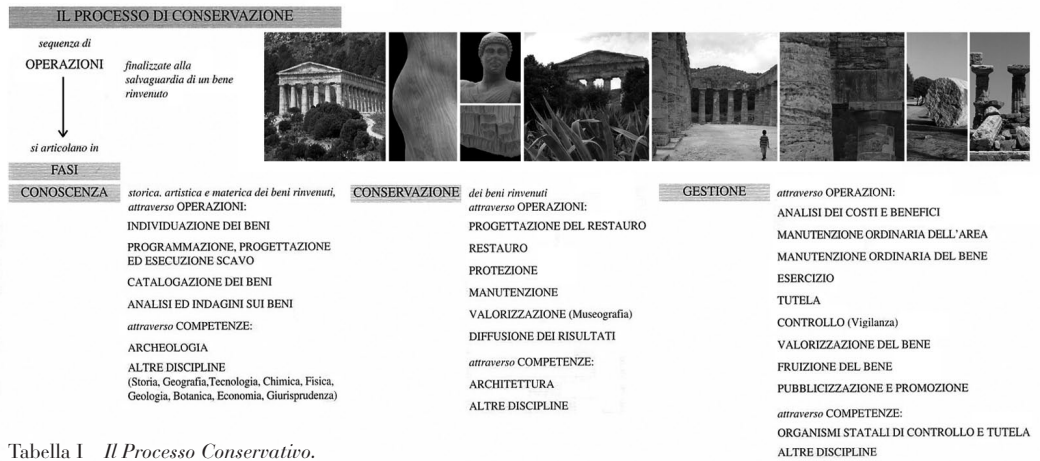 IL PROCESSO DI CONSERVAZIONE
sequenza di
OPERAZIONI
finalizzate alla
salvaguardia di un bene
rinvenuto
si articolano in
FASI
CONOSCENZA
storica. artistica e materica dei beni rinvenuti,
attraverso OPERAZIONI:
INDIVIDUAZIONE DEI BENI
PROGRAMMAZIONE, PROGETTAZIONE
ED ESECUZIONE SCAVO
CATALOGAZIONE DEI BENI
ANALISI ED INDAGINI SUI BENI
attraverso COMPETENZE:
ARCHEOLOGIA
ALTRE DISCIPLINE
(Storia, Geografia,Tecnologia, Chimica, Fisica,
Geologia, Botanica, Economia, Giurisprudenza)
CONSERVAZIONE
dei beni rinvenuti
attraverso OPERAZIONI:
PROGETTAZIONE DEL RESTAURO
RESTAURO
PROTEZIONE
MANUTENZIONE
VALORIZZAZIONE (Museografia)
DIFFUSIONE DEI RISULTATI
attraverso COMPETENZE:
ARCHITETTURA
ALTRE DISCIPLINE
GESTIONE
attraverso OPERAZIONI:
ANALISI DEI COSTI E BENEFICI
MANUTENZIONE ORDINARIA DELL'AREA
MANUTENZIONE ORDINARIA DEL BENE
ESERCIZIO
TUTELA
CONTROLLO (Vigilanza)
VALORIZZAZIONE DEL BENE
FRUIZIONE DEL BENE
PUBBLICIZZAZIONE E PROMOZIONE
attraverso COMPETENZE:
ORGANISMI STATALI DI CONTROLLO E TUTELA
ALTRE DISCIPLINE
Tabella I Il Processo Conservativo.